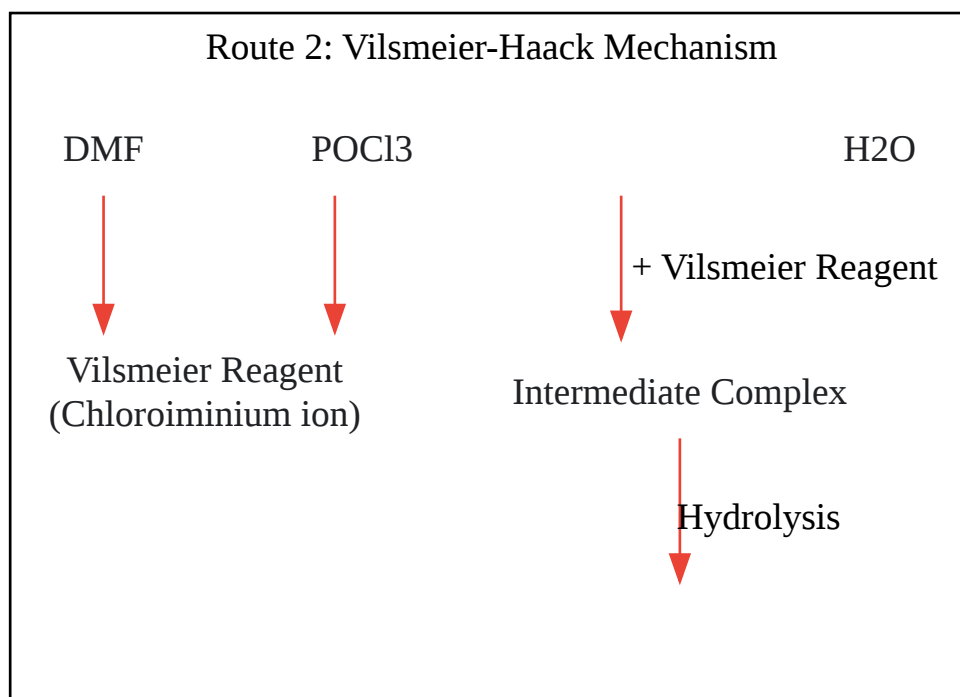 Route 2: Vilsmeier-Haack Mechanism
DMF
POCl3
H2O
+ Vilsmeier Reagent
Vilsmeier Reagent
(Chloroiminium ion)
Intermediate Complex
Hydrolysis